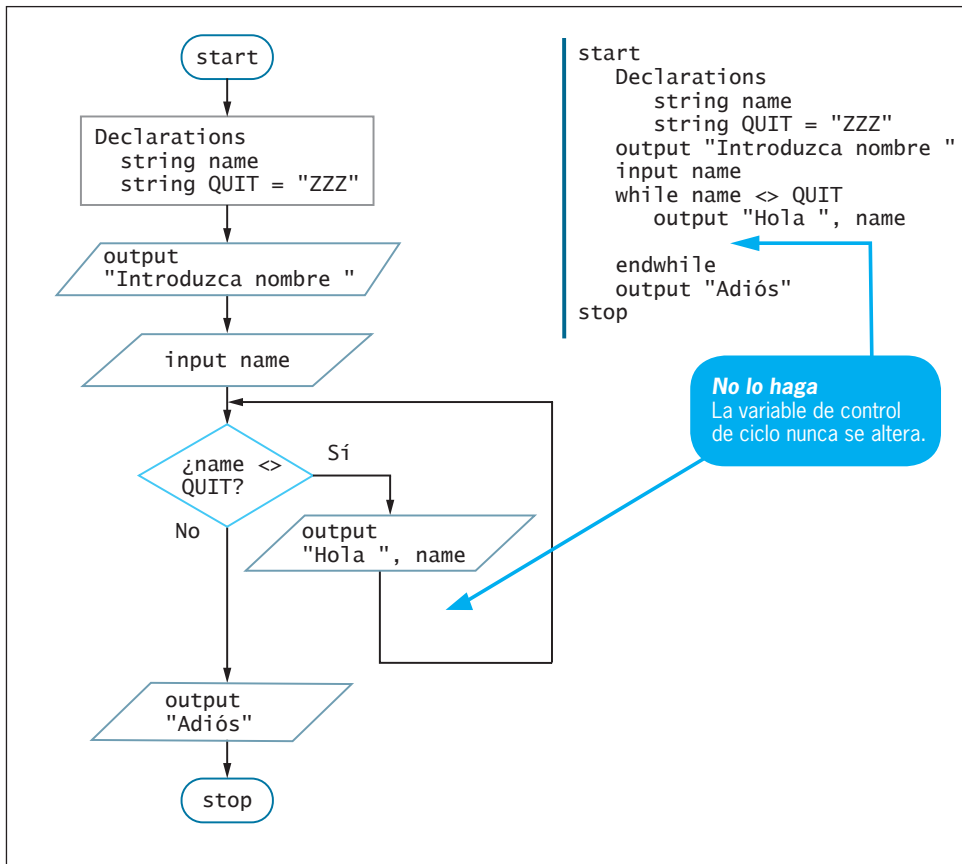 start
Declarations
string name
string QUIT = "ZZZ"
output
"Introduzca nombre "
input name
¿name <>
QUIT?
Sí
No
output
"Hola ", name
output
"Adiós"
stop
start
Declarations
string name
string QUIT = "ZZZ"
output "Introduzca nombre "
input name
while name <> QUIT
output "Hola ", name
endwhile
output "Adiós"
stop
No lo haga
La variable de control
de ciclo nunca se altera.